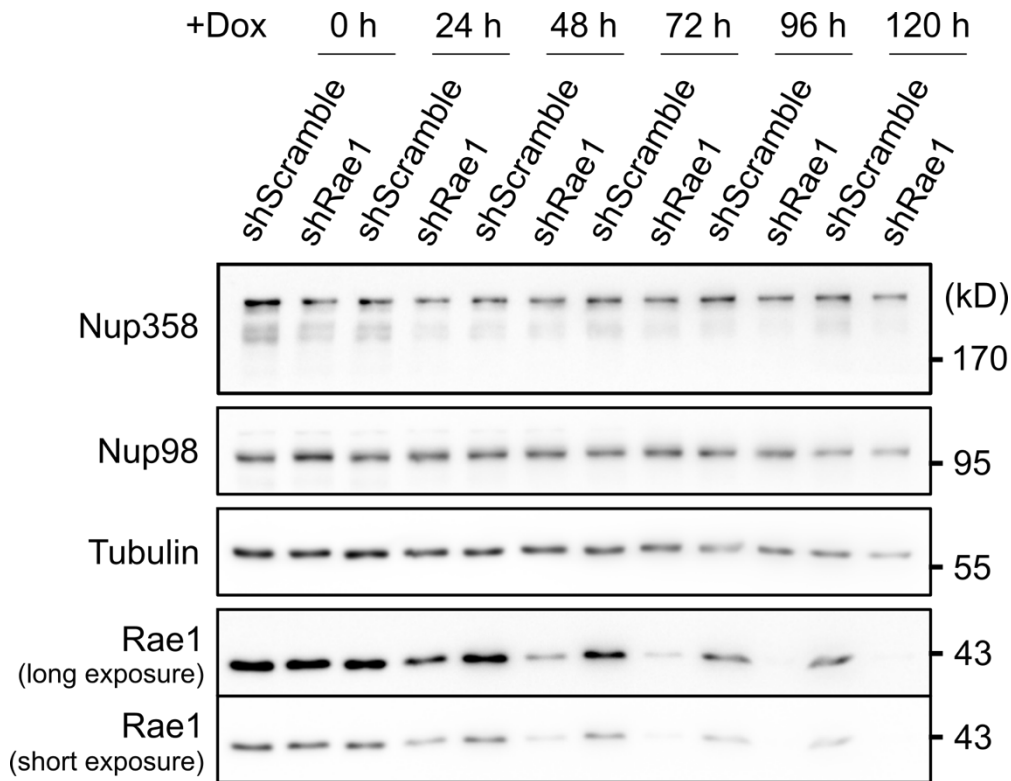 +Dox 0 h 24 h 48 h 72 h 96 h 120 h
shScramble shRae1 shScramble shRae1 shScramble shRae1 shScramble shRae1 shScramble shRae1 shScramble shRae1
(kD)
Nup358
170
Nup98
95
Tubulin
55
Rae1
(long exposure)
43
Rae1
(short exposure)
43